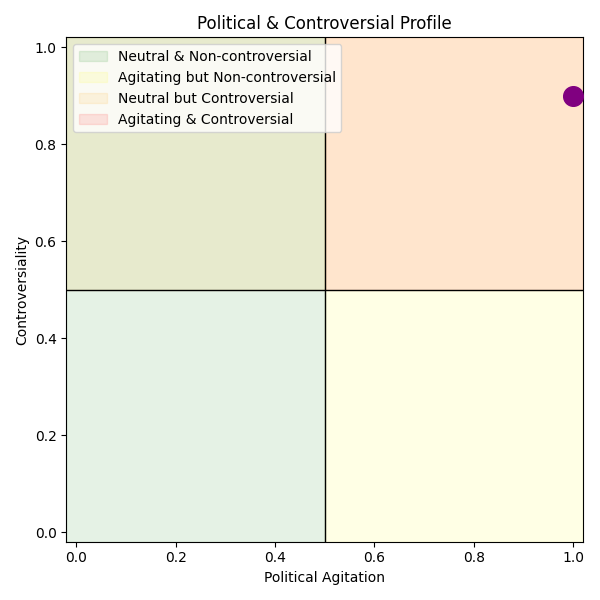 Political & Controversial Profile
Neutral & Non-controversial
Agitating but Non-controversial
Neutral but Controversial
Agitating & Controversial
Controversiality
1.0
0.8
0.6
0.4
0.2
0.0
0.0 0.2 0.4 0.6 0.8 1.0
Political Agitation